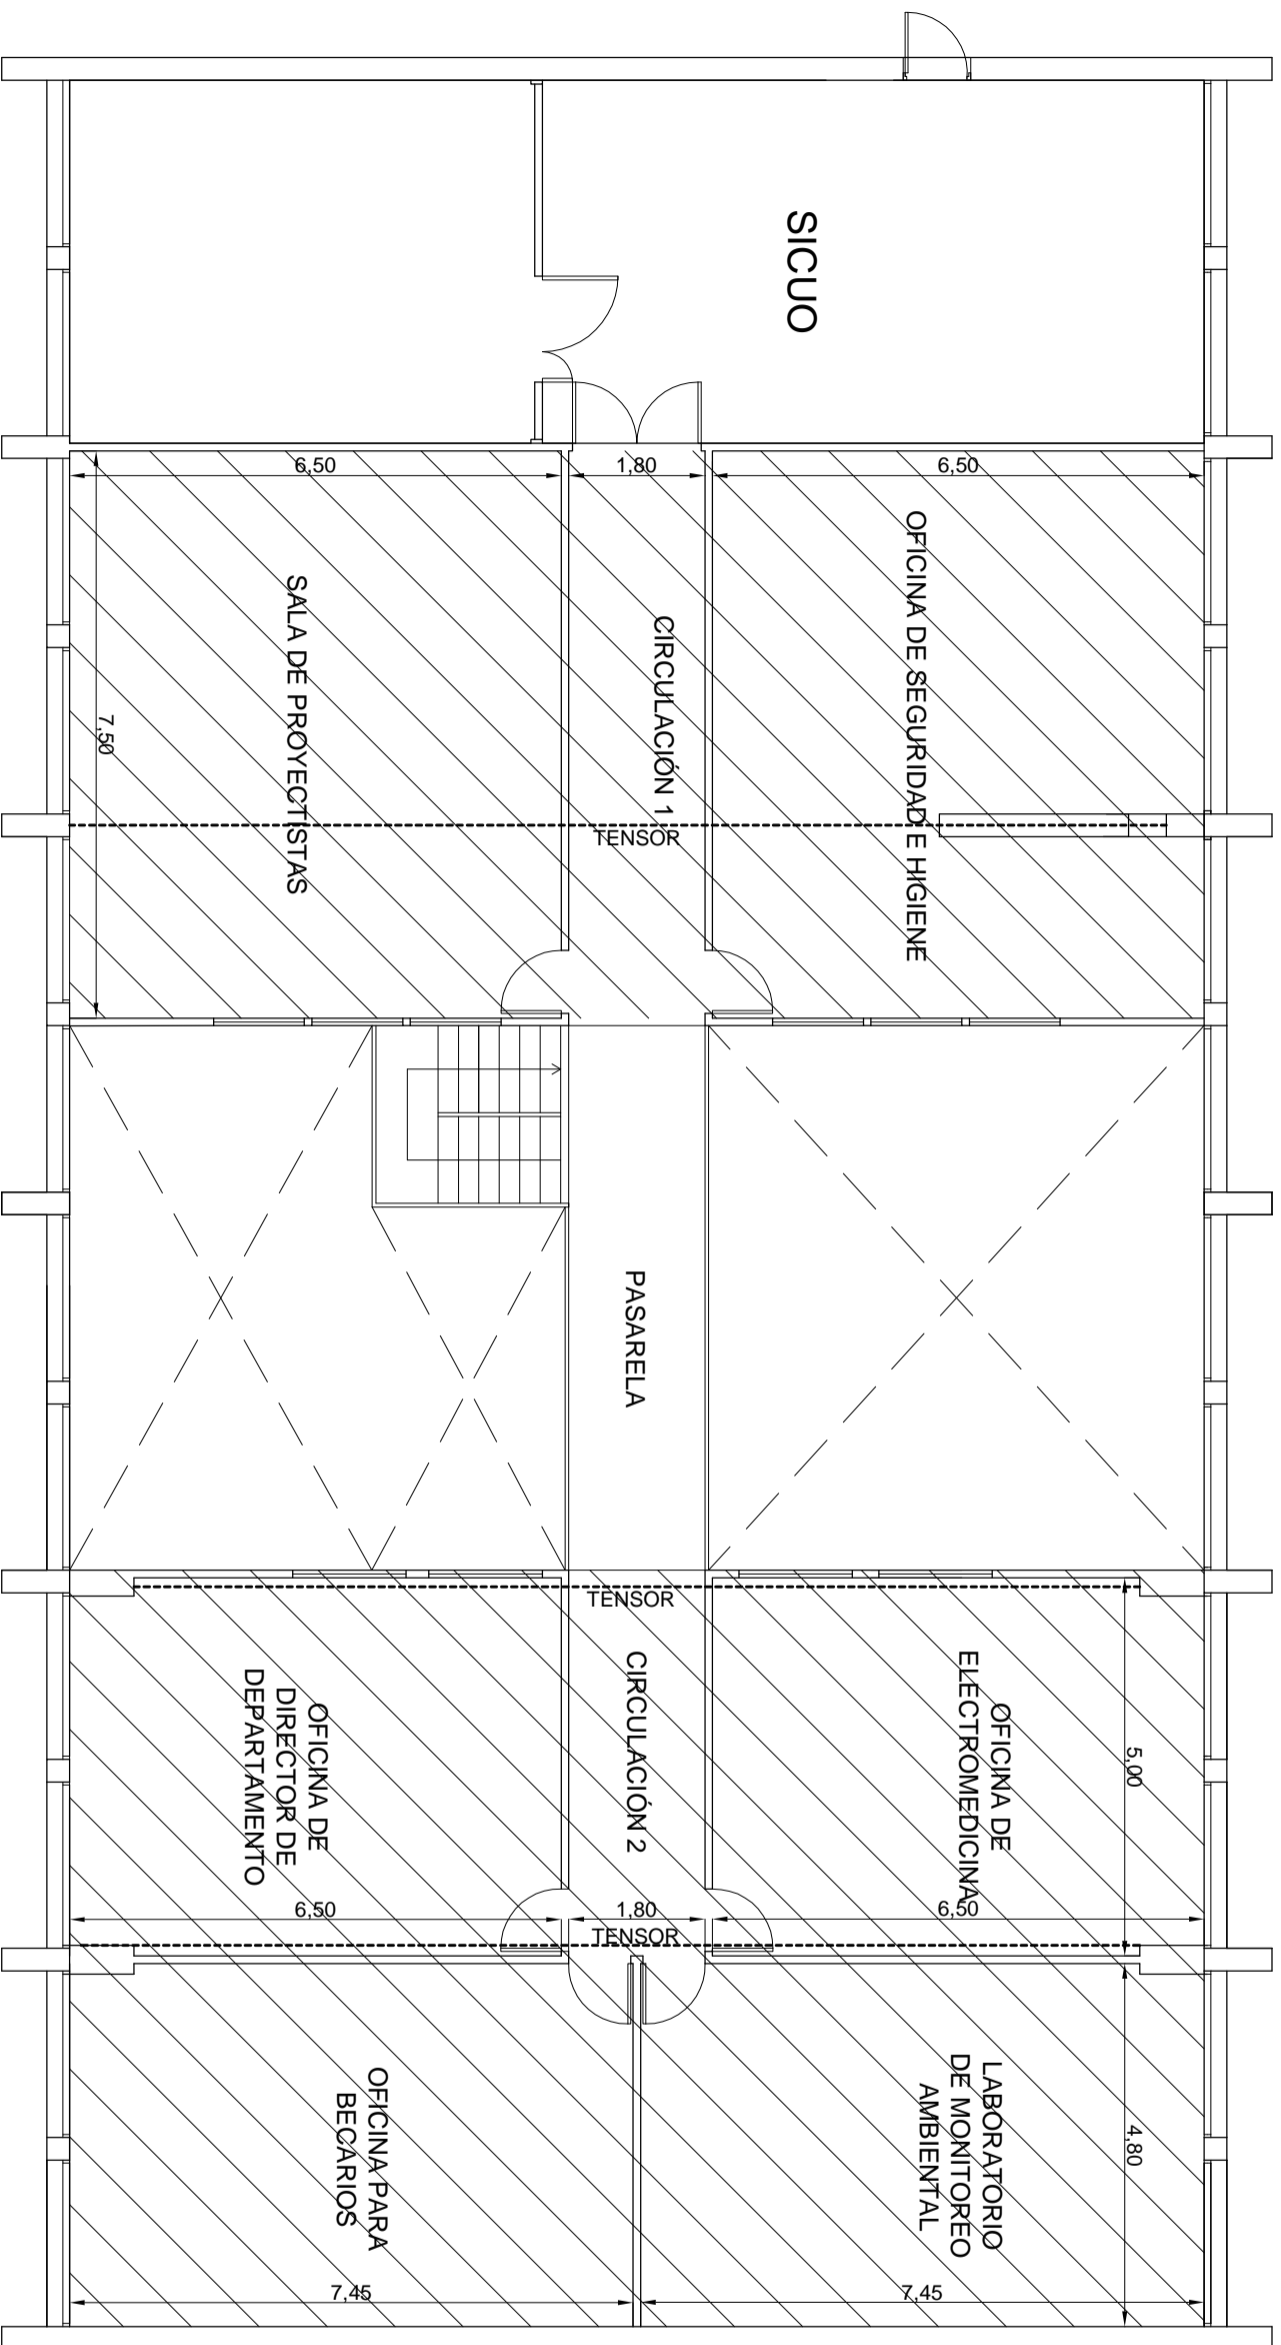 SICUO
6,50
1,80
6,50
OFICINA DE SEGURIDAD E HIGIENE
CIRCULACIÓN 1
SALA DE PROYECTISTAS
7,50
TENSOR
PASARELA
TENSOR
OFICINA DE
ELECTROMEDICINA
5,00
CIRCULACIÓN 2
OFICINA DE
DIRECTOR DE
DEPARTAMENTO
6,50
1,80
6,50
TENSOR
LABORATORIO
DE MONITOREO
AMBIENTAL
4,80
OFICINA PARA
BECARIOS
7,45
7,45